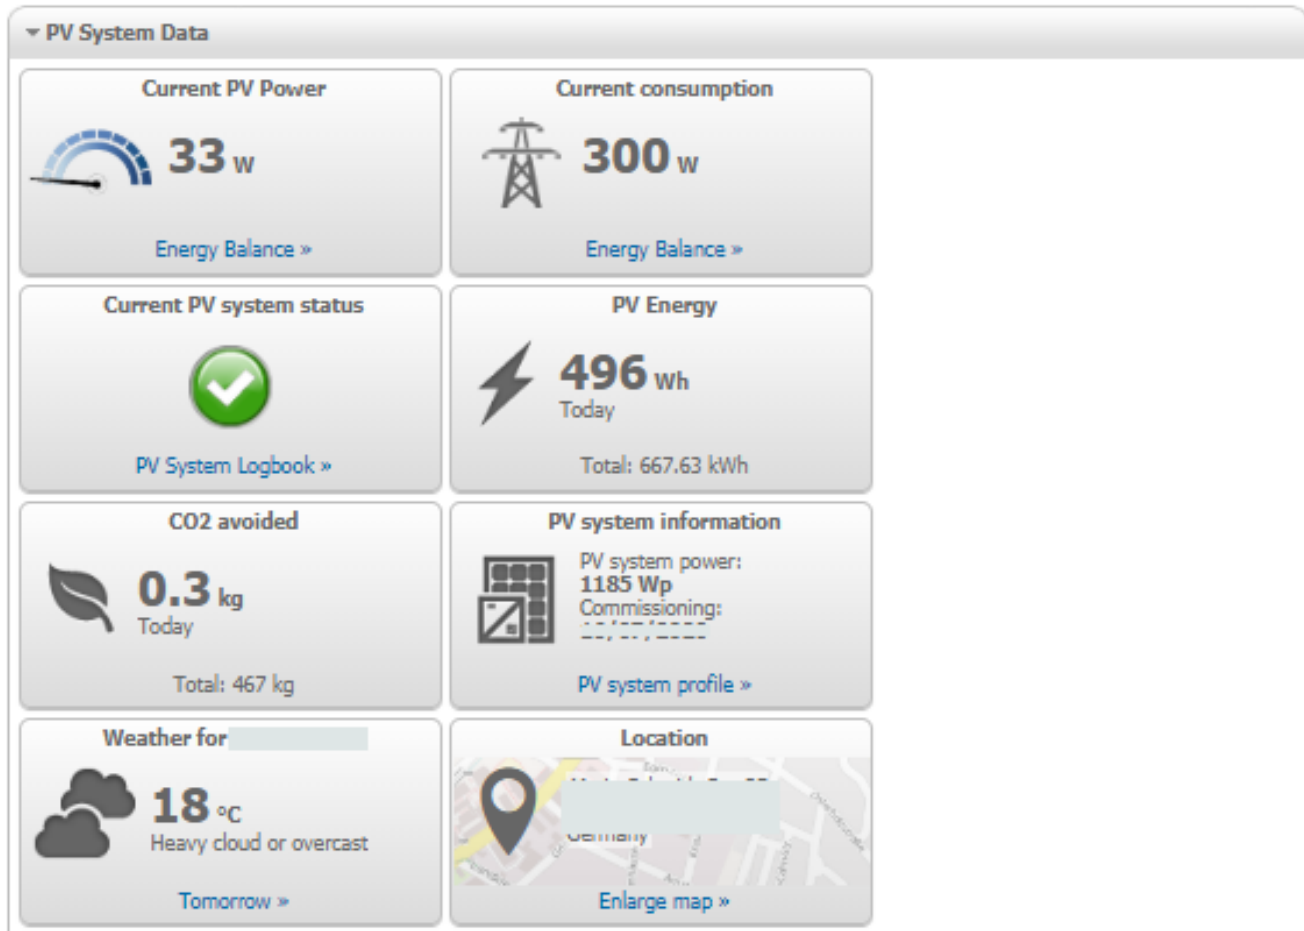 PV System Data
Current PV Power
33 W
Energy Balance »
Current consumption
300 W
Energy Balance »
Current PV system status
PV System Logbook »
PV Energy
496 Wh
Today
Total: 667.63 kWh
CO2 avoided
0.3 kg
Today
Total: 467 kg
PV system information
PV system power:
1185 Wp
Commissioning:
PV system profile »
Weather for
18 °C
Heavy cloud or overcast
Tomorrow »
Location
Germany
Enlarge map »